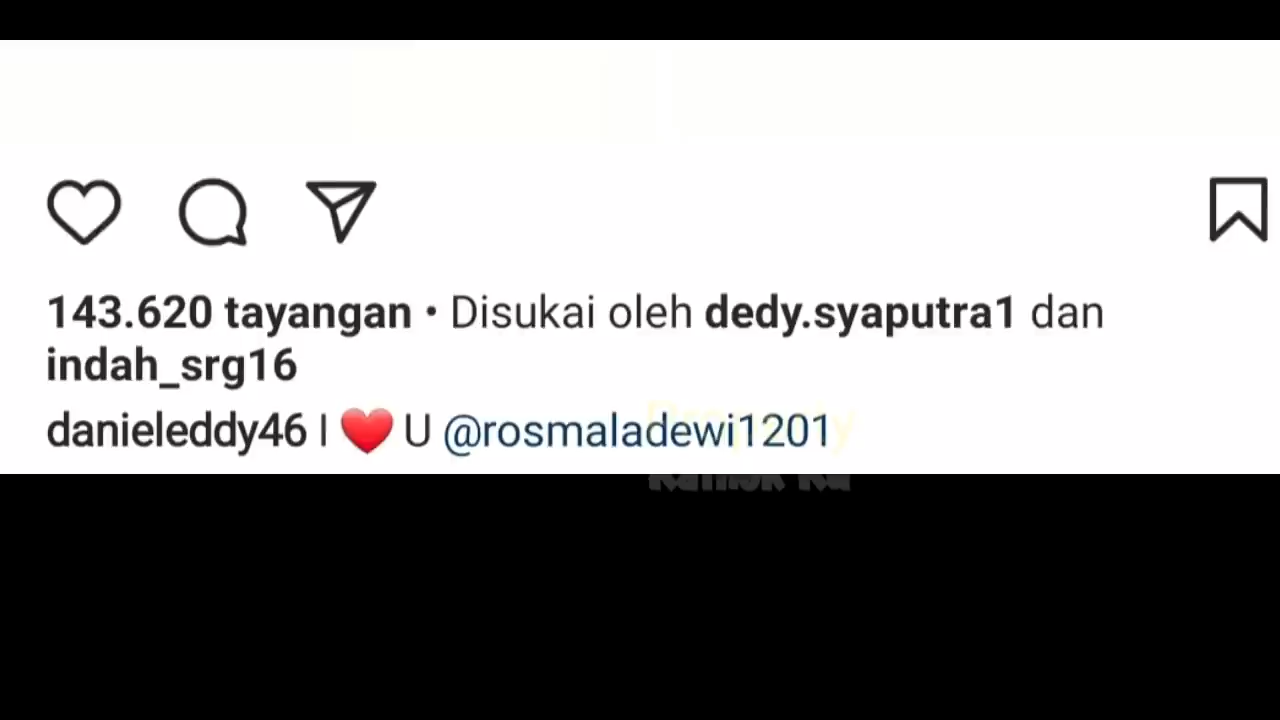 143.620 tayangan • Disukai oleh dedy.syaputra1 dan
indah_srg16
danieleddy46 I ❤️ U @rosmaladewi1201